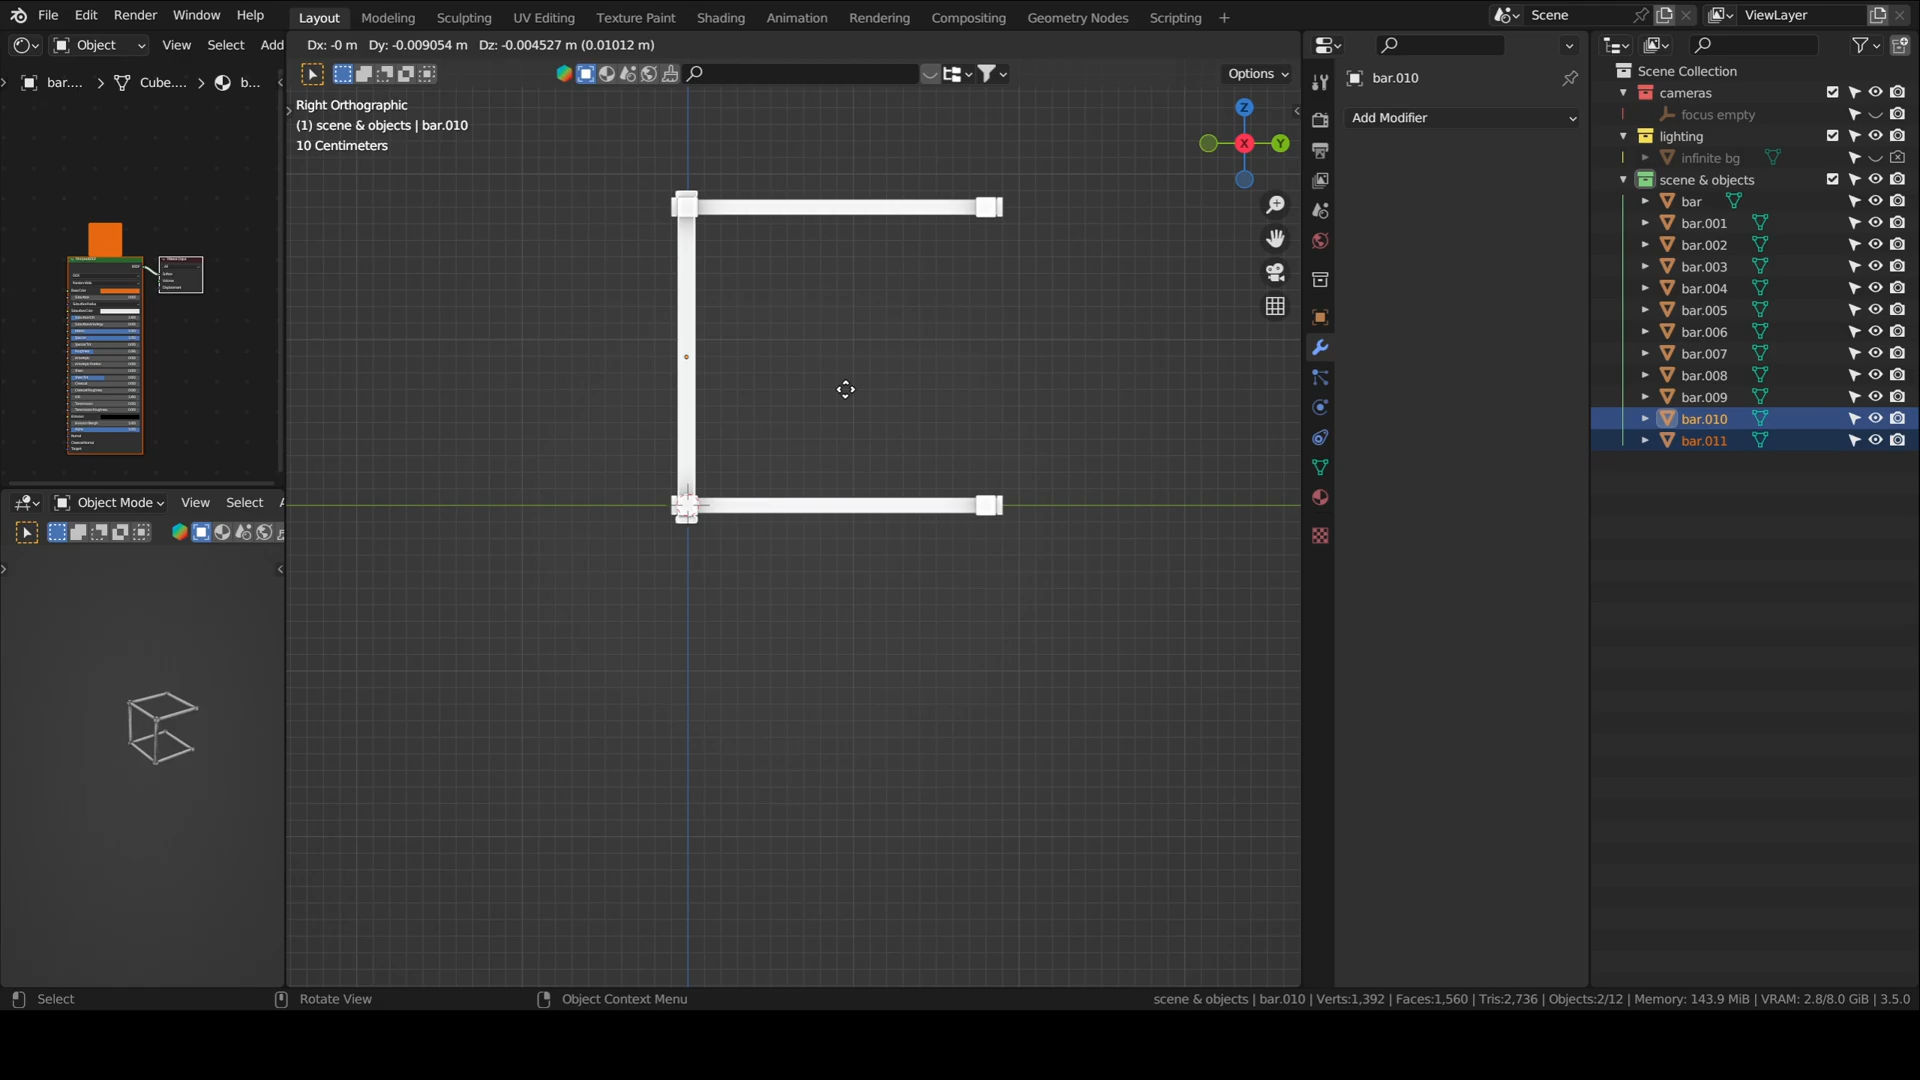 File Edit Render Window Help Layout Modeling Sculpting UV Editing Texture Paint Shading Animation Rendering Compositing Geometry Nodes Scripting + Scene ViewLayer
Object View Select Add Dx: -0 m Dy: -0.009054 m Dz: -0.004527 m (0.01012 m)
bar.... > Cube.... > b... Options
Right Orthographic
(1) scene & objects | bar.010
10 Centimeters
Z
X
Y
Object Mode View Select
bar.010
Add Modifier
Scene Collection
cameras
focus empty
lighting
infinite bg
scene & objects
bar
bar.001
bar.002
bar.003
bar.004
bar.005
bar.006
bar.007
bar.008
bar.009
bar.010
bar.011
Select Rotate View Object Context Menu scene & objects | bar.010 | Verts:1,392 | Faces:1,560 | Tris:2,736 | Objects:2/12 | Memory: 143.9 MiB | VRAM: 2.8/8.0 GiB | 3.5.0